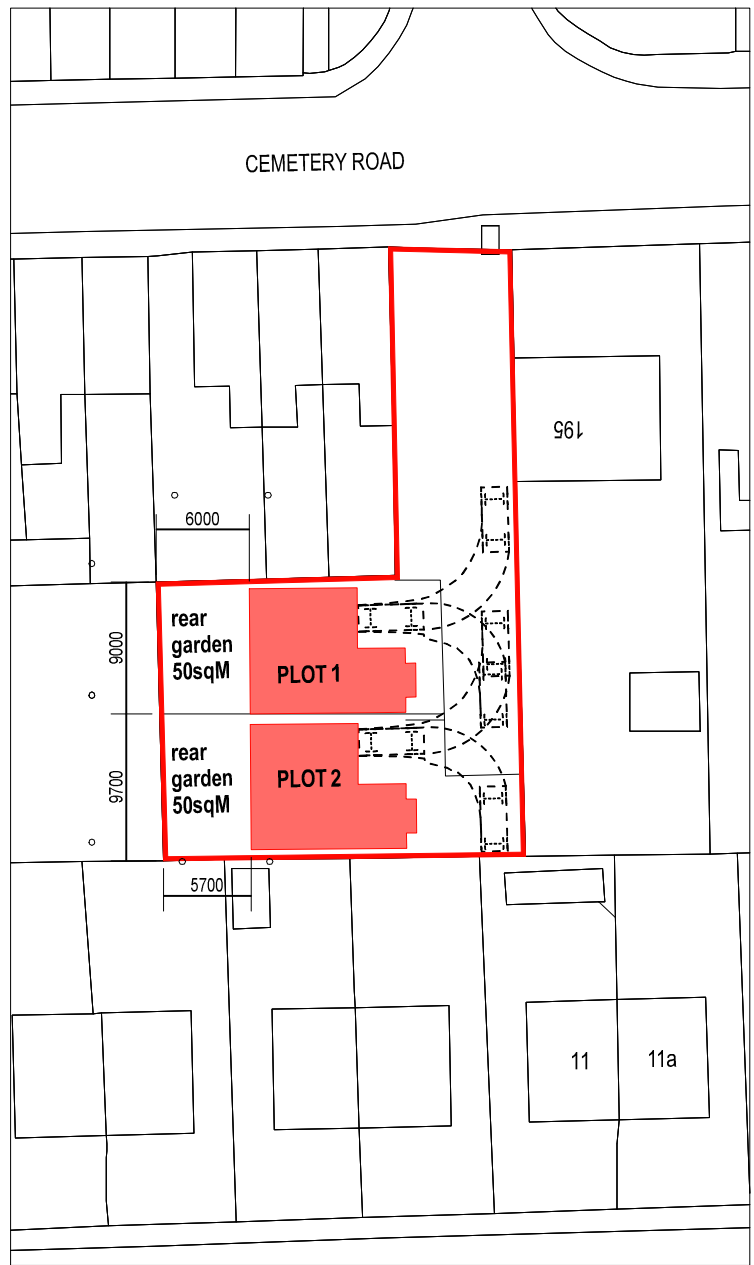 CEMETERY ROAD
195
6000
rear
garden
50sqM
9000
PLOT 1
rear
garden
50sqM
9700
PLOT 2
5700
11
11a